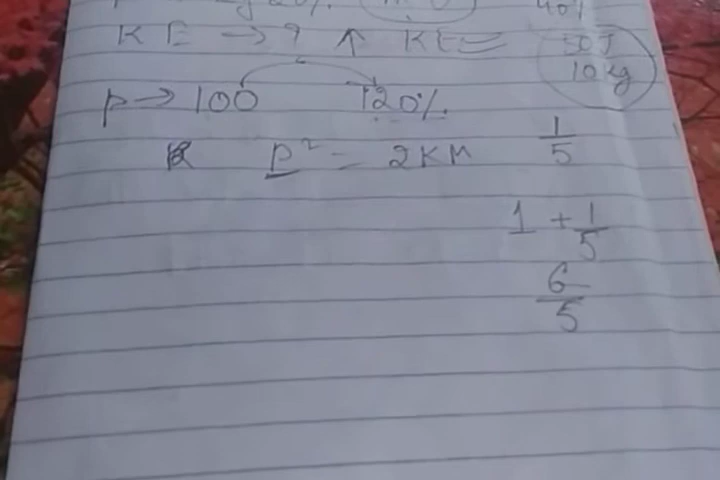 KE → ? ↑ KE = 50J
10 kg
p → 100 120%
1/5
P² = 2KM
1 + 1/5
6/5